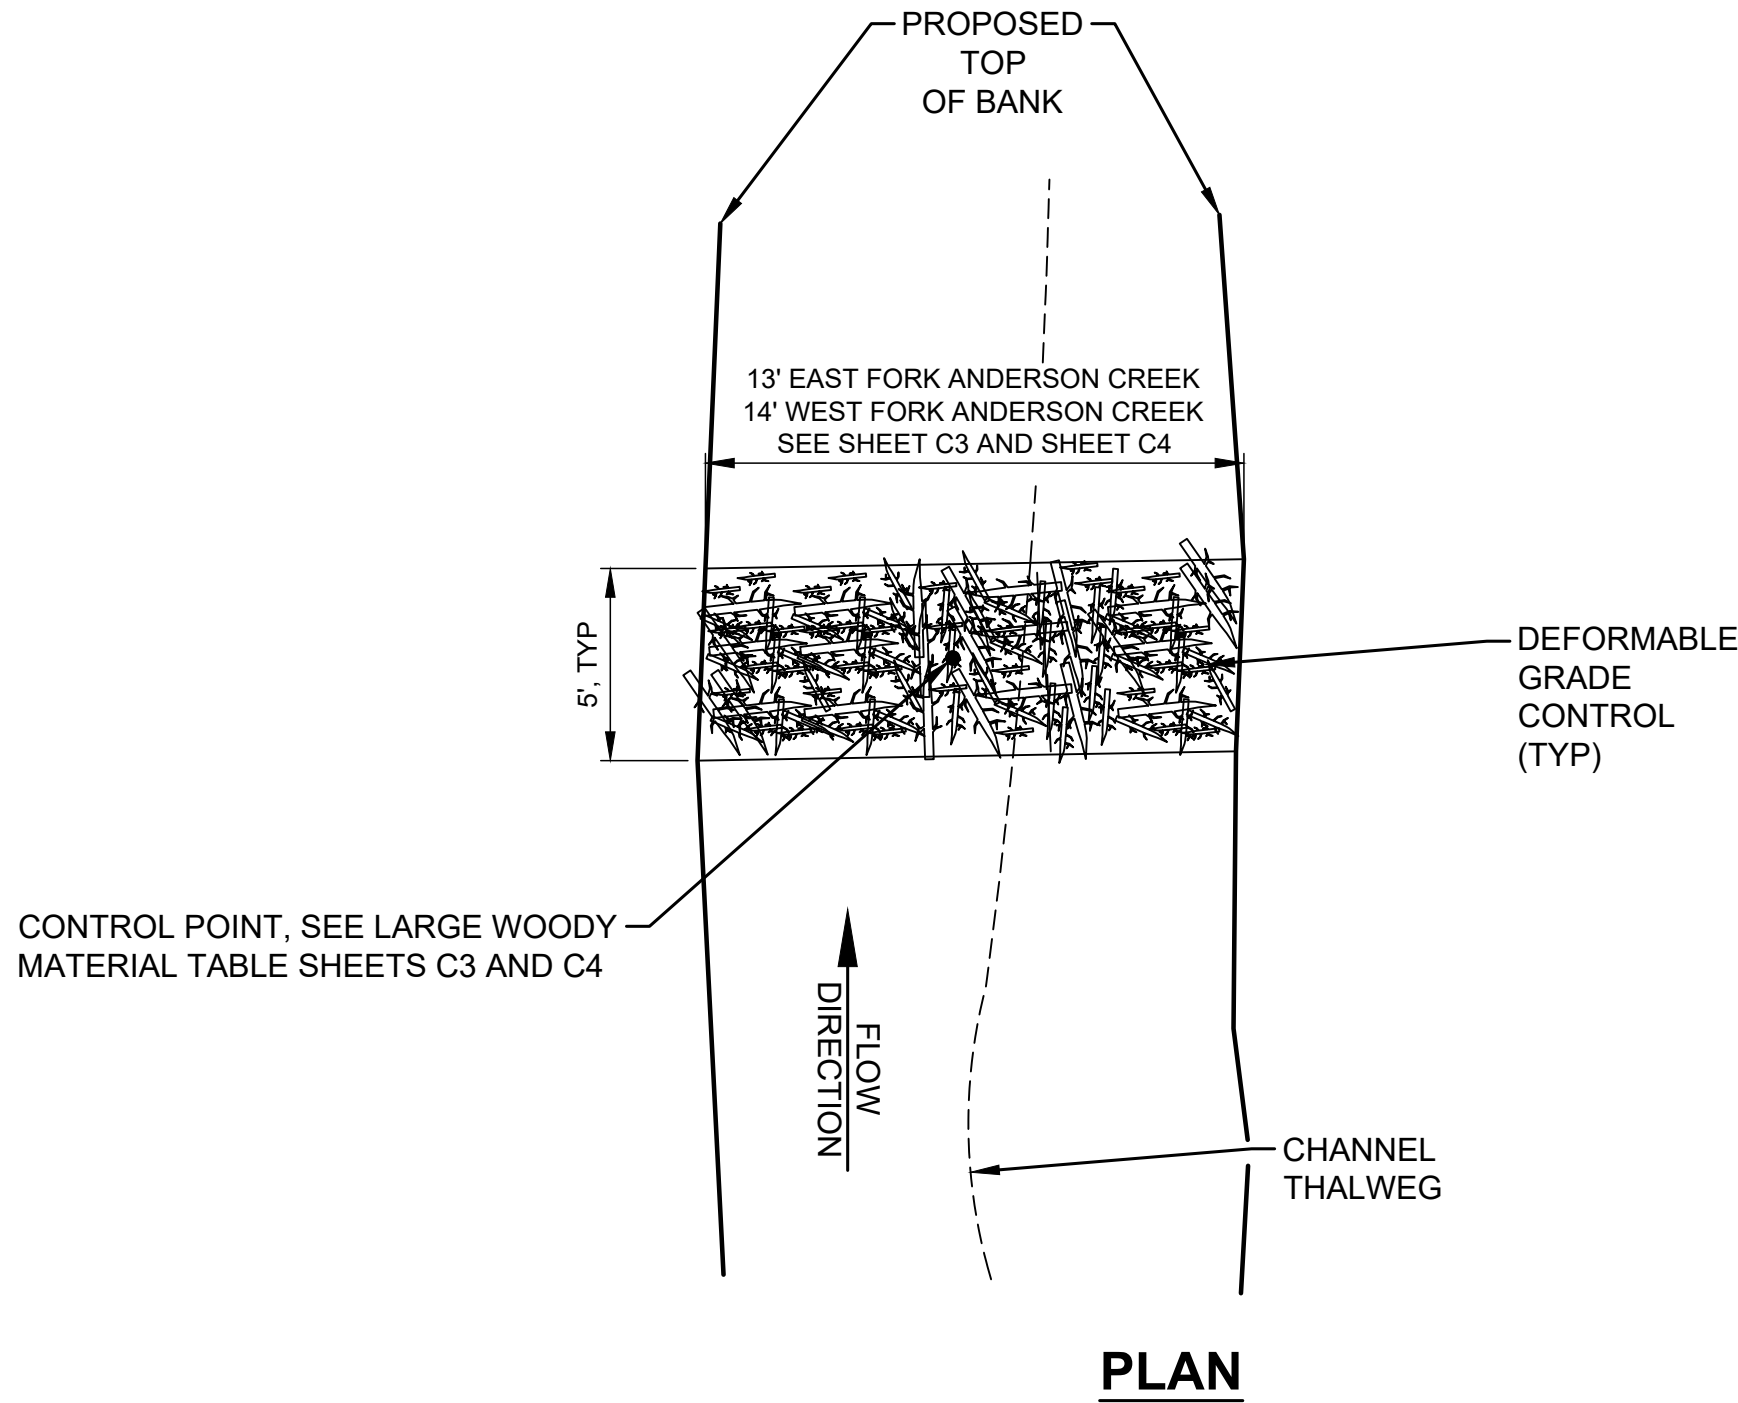 PROPOSED
TOP
OF BANK
13' EAST FORK ANDERSON CREEK
14' WEST FORK ANDERSON CREEK
SEE SHEET C3 AND SHEET C4
5', TYP
DEFORMABLE
GRADE
CONTROL
(TYP)
CONTROL POINT, SEE LARGE WOODY
MATERIAL TABLE SHEETS C3 AND C4
FLOW
DIRECTION
CHANNEL
THALWEG
PLAN